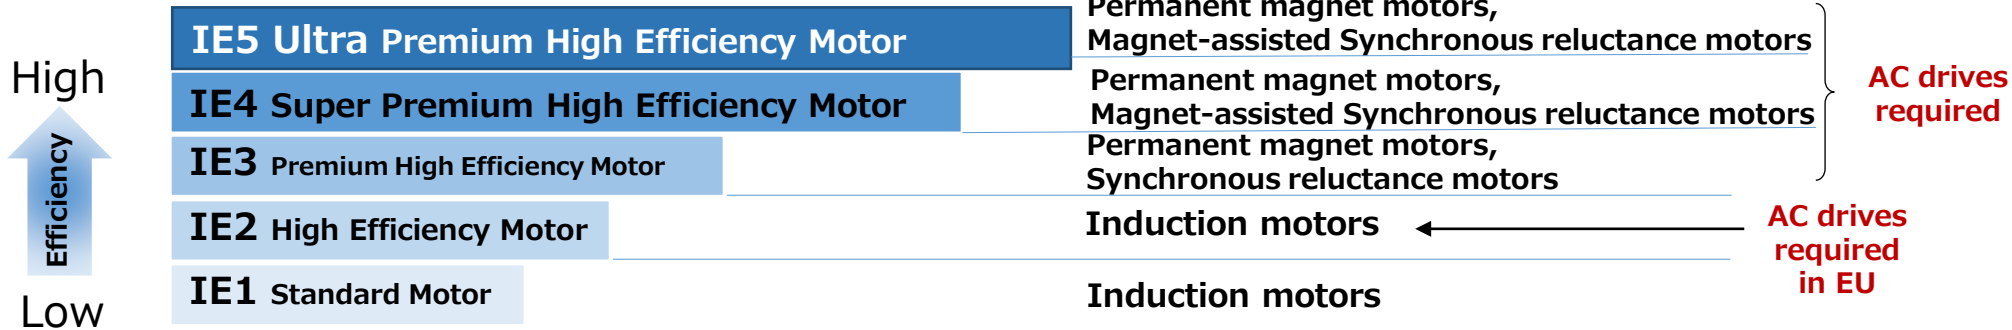 High
Efficiency
Low
IE5 Ultra Premium High Efficiency Motor
IE4 Super Premium High Efficiency Motor
IE3 Premium High Efficiency Motor
IE2 High Efficiency Motor
IE1 Standard Motor
Permanent magnet motors,
Magnet-assisted Synchronous reluctance motors
Permanent magnet motors,
Magnet-assisted Synchronous reluctance motors
Permanent magnet motors,
Synchronous reluctance motors
Induction motors
Induction motors
AC drives
required
AC drives
required
in EU